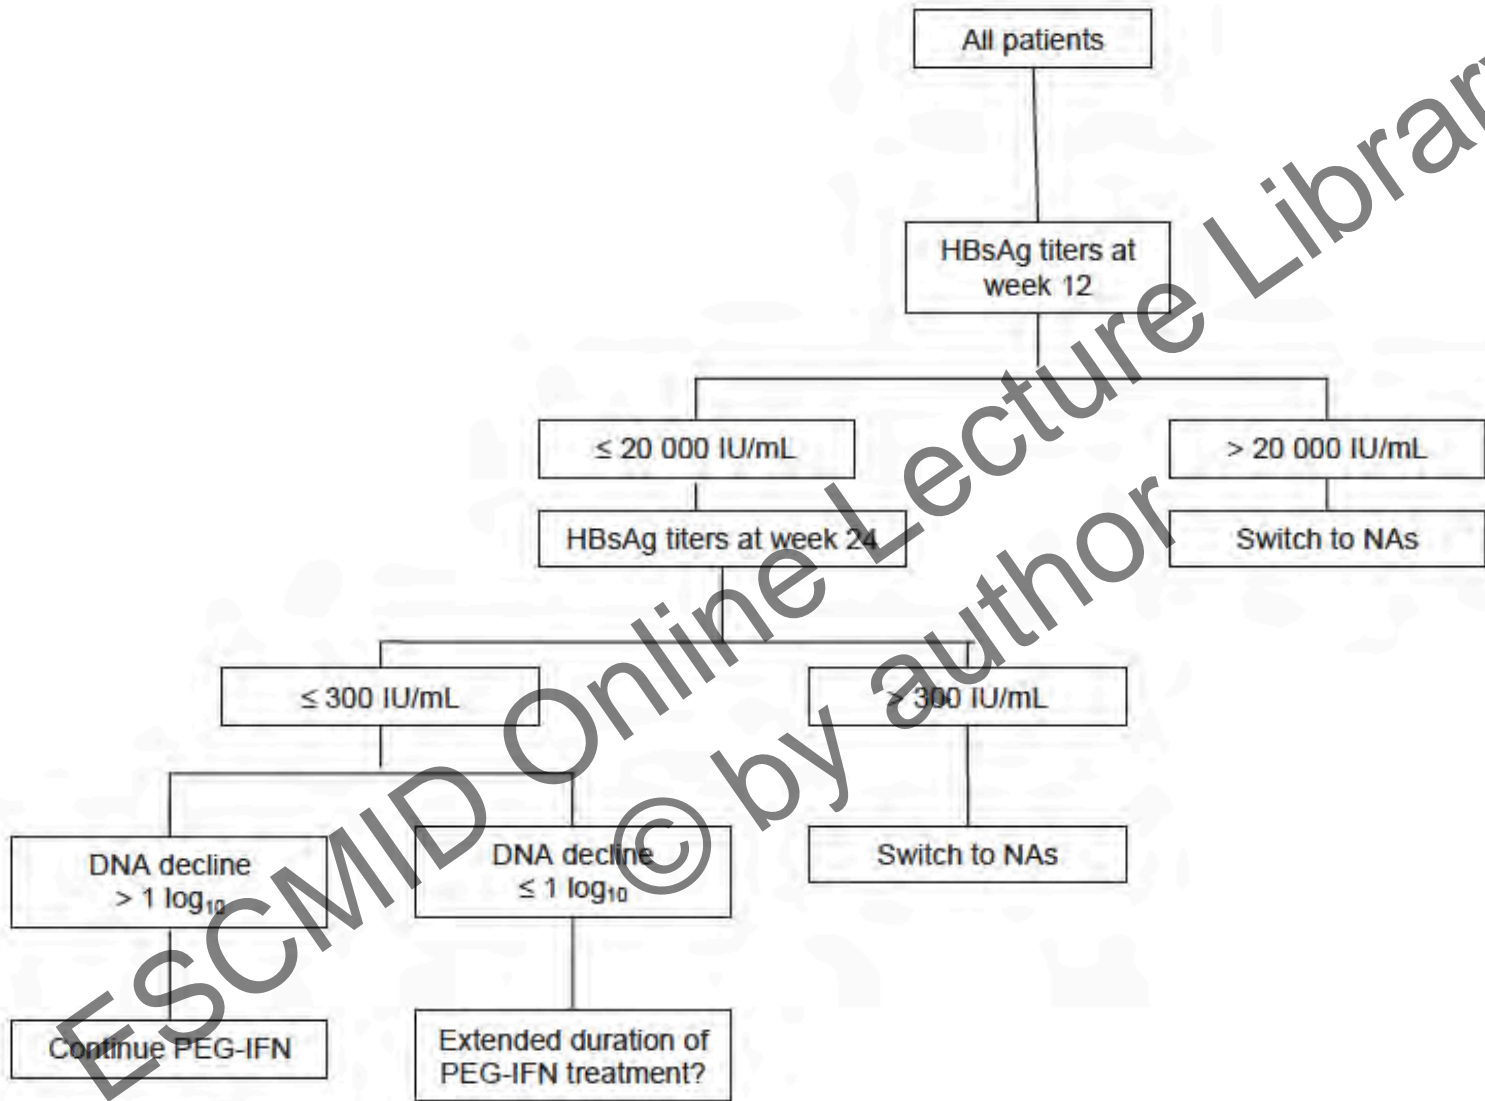 All patients
HBsAg titers at
week 12
≤ 20 000 IU/mL
> 20 000 IU/mL
HBsAg titers at week 24
Switch to NAs
≤ 300 IU/mL
> 300 IU/mL
DNA decline
> 1 log₁₀
DNA decline
≤ 1 log₁₀
Switch to NAs
Continue PEG-IFN
Extended duration of
PEG-IFN treatment?
ESCMID Online Lecture Library
© by author